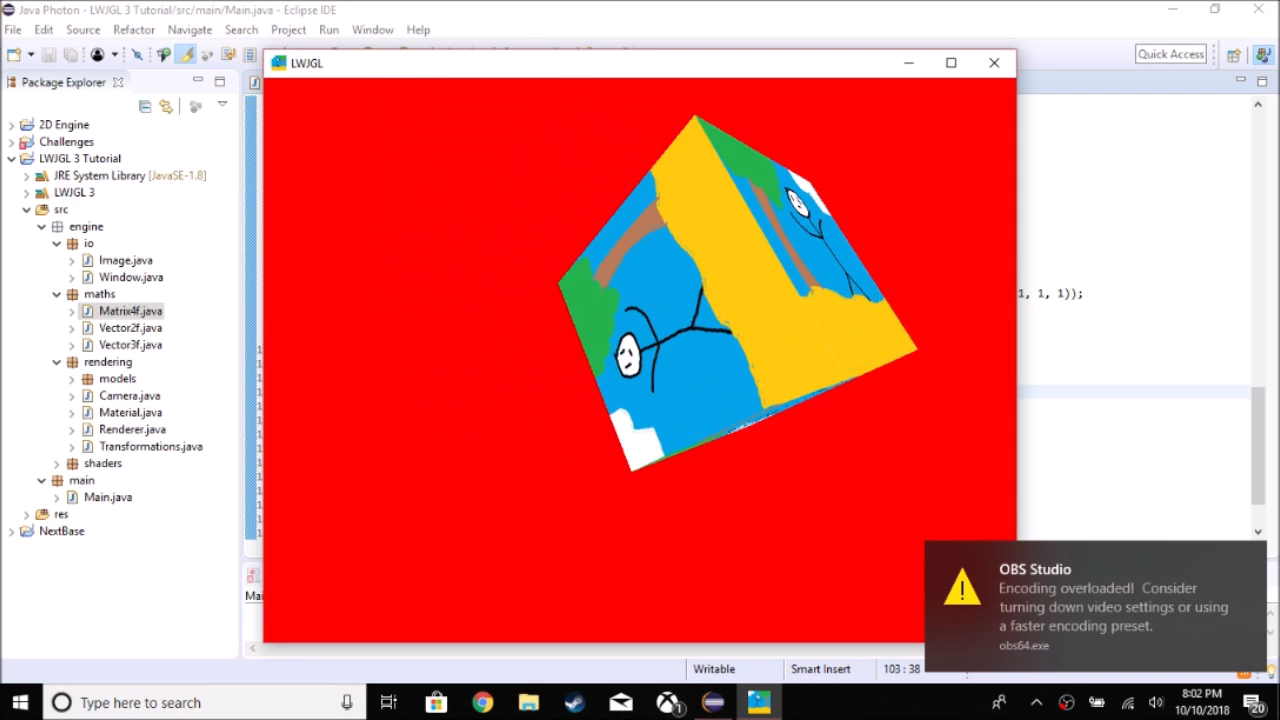 Java Photon - LWJGL 3 Tutorial/src/main/Main.java - Eclipse IDE
File Edit Source Refactor Navigate Search Project Run Window Help
Quick Access
LWJGL
Package Explorer
2D Engine
Challenges
LWJGL 3 Tutorial
JRE System Library [JavaSE-1.8]
LWJGL 3
src
engine
io
Image.java
Window.java
maths
Matrix4f.java
Vector2f.java
Vector3f.java
rendering
models
Camera.java
Material.java
Renderer.java
Transformations.java
shaders
main
Main.java
res
NextBase
1, 1, 1));
Mai
OBS Studio
Encoding overloaded! Consider
turning down video settings or using
a faster encoding preset.
obs64.exe
Writable Smart Insert 103 : 38
Type here to search
1
8:02 PM
10/10/2018
20